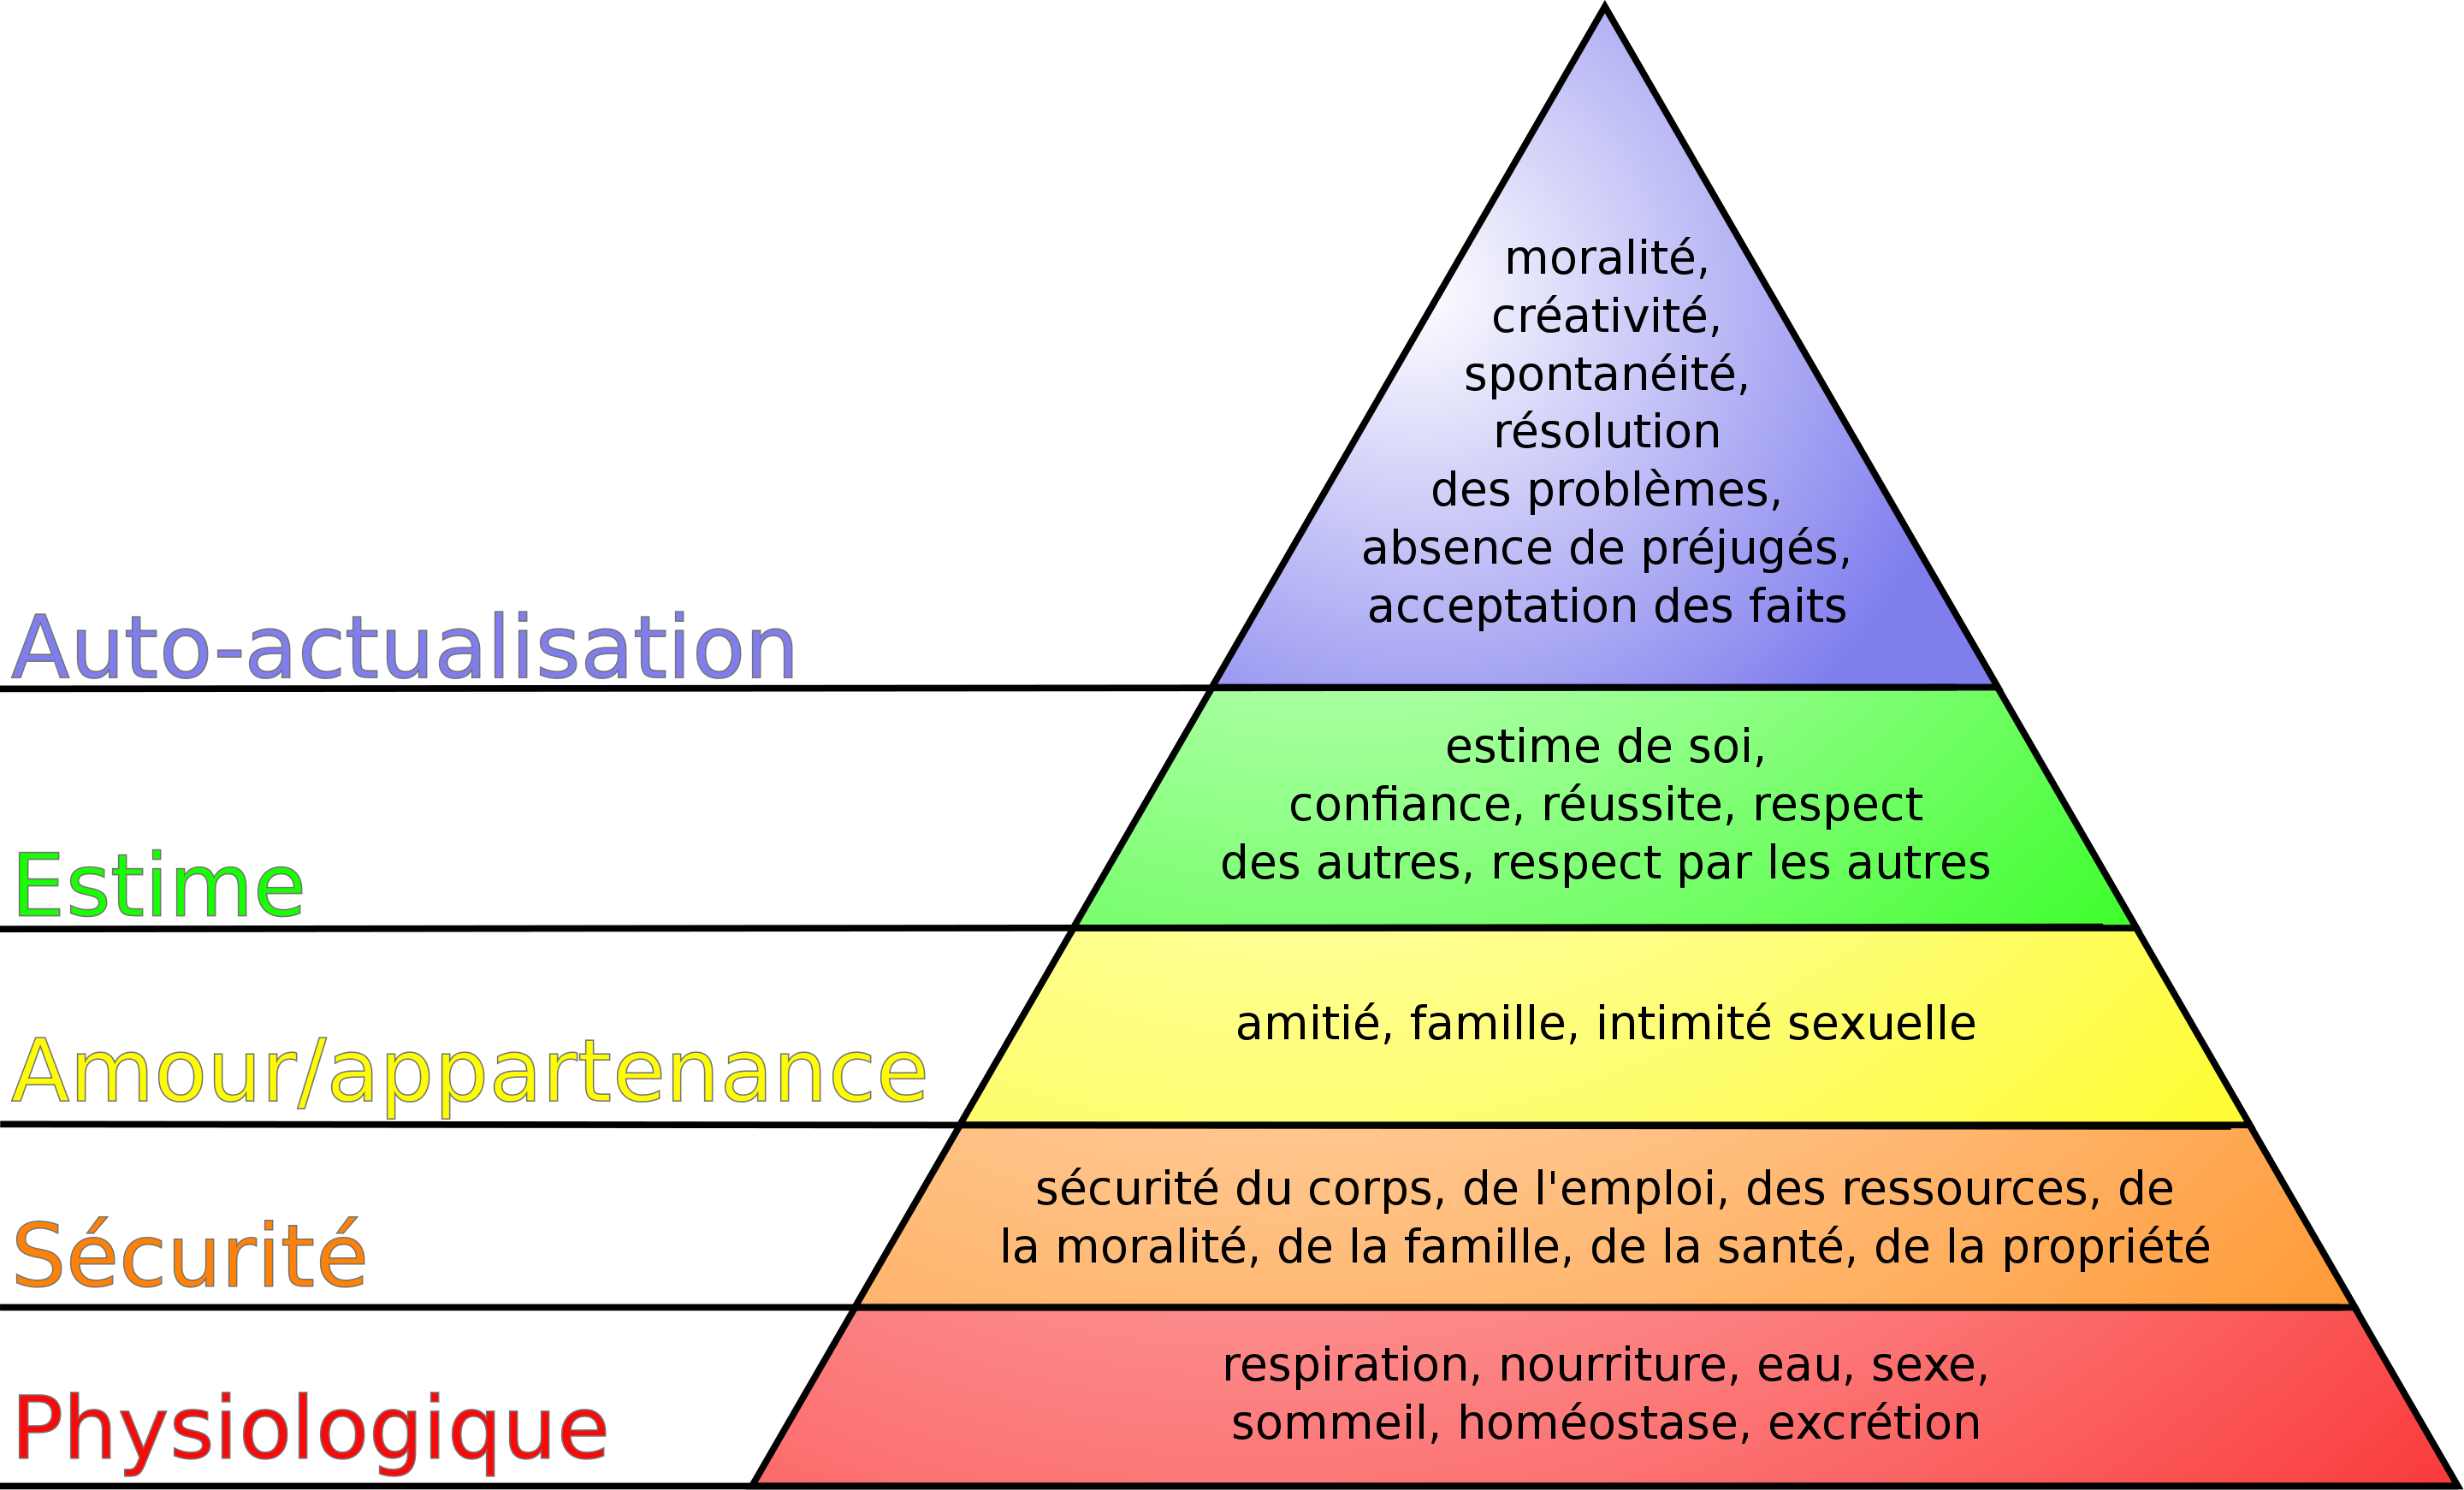 moralité,
créativité,
spontanéité,
résolution
des problèmes,
absence de préjugés,
acceptation des faits
Auto-actualisation
estime de soi,
confiance, réussite, respect
des autres, respect par les autres
Estime
amitié, famille, intimité sexuelle
Amour/appartenance
sécurité du corps, de l'emploi, des ressources, de
la moralité, de la famille, de la santé, de la propriété
Sécurité
respiration, nourriture, eau, sexe,
sommeil, homéostase, excrétion
Physiologique